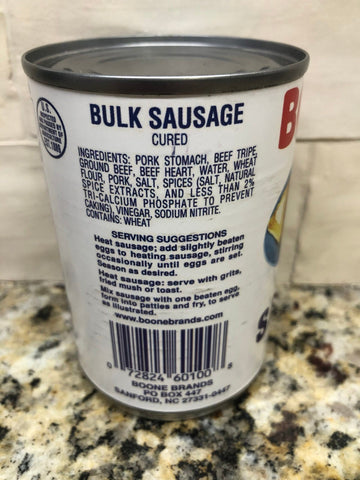 BULK SAUSAGE
CURED
INGREDIENTS: PORK STOMACH, BEEF TRIPE,
GROUND BEEF, BEEF HEART, WATER, WHEAT
FLOUR, PORK, SALT, SPICES (SALT, NATURAL
SPICE EXTRACTS, AND LESS THAN 2%
TRI-CALCIUM PHOSPHATE TO PREVENT
CAKING), VINEGAR, SODIUM NITRITE.
CONTAINS: WHEAT
SERVING SUGGESTIONS
Heat sausage; add slightly beaten
eggs to heating sausage, stirring
occasionally until eggs are set.
Season as desired.
Heat sausage: serve with grits,
fried mush or toast.
Mix sausage with one beaten egg,
form into patties and fry, to serve
as illustrated.
www.boonebrands.com
0 72824 60100 8
BOONE BRANDS
PO BOX 447
SANFORD, NC 27331-0447
U.S.
INSPECTED
B
S